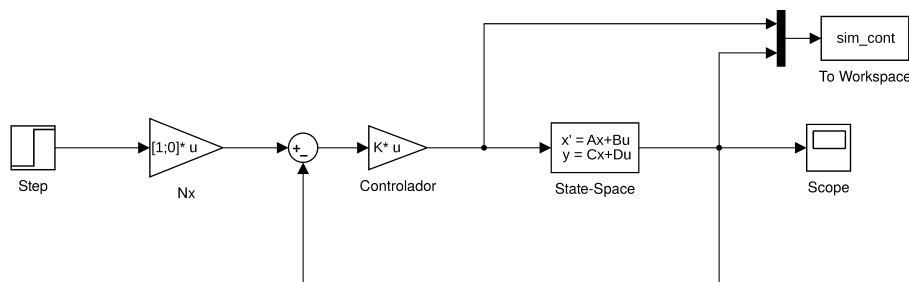 sim_cont
To Workspace
[1;0]* u
+
−
K* u
x' = Ax+Bu
y = Cx+Du
Step
Nx
Controlador
State-Space
Scope